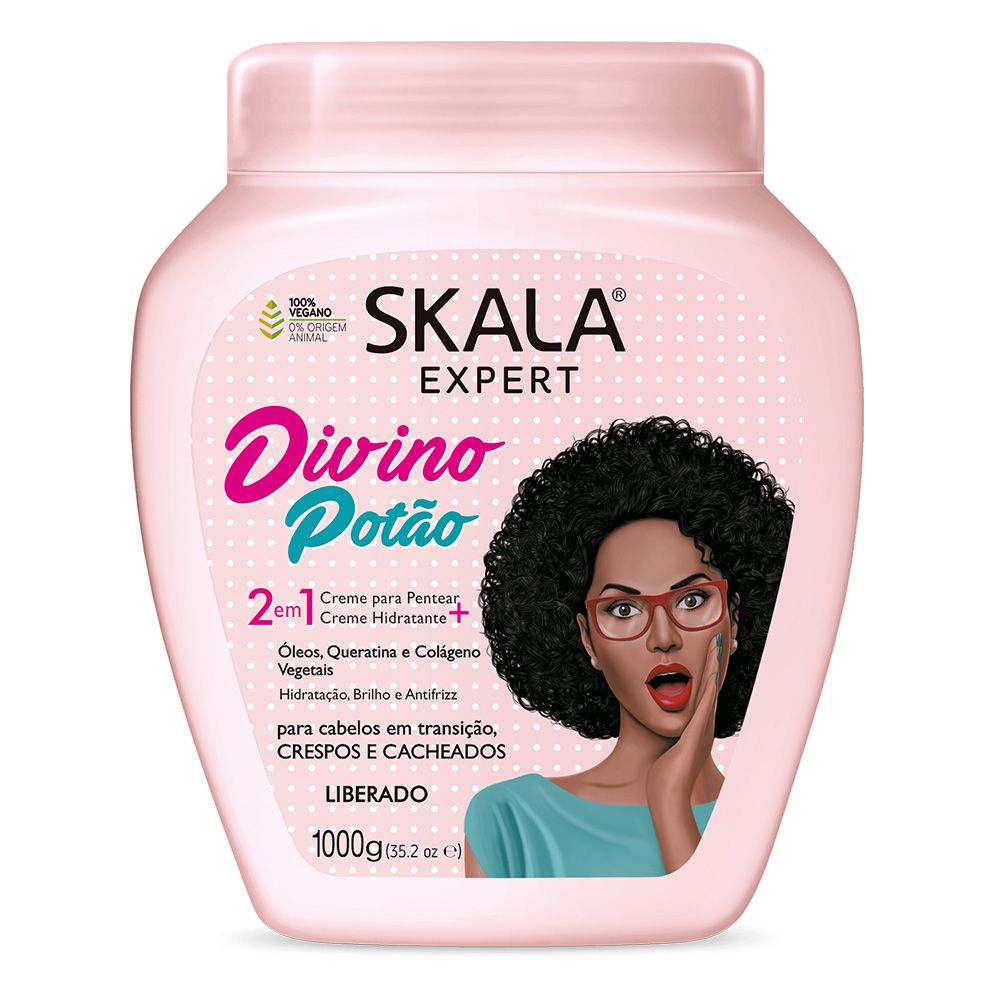 100%
VEGANO
0% ORIGEM
ANIMAL
SKALA®
EXPERT
Divino
Potão
2em1 Creme para Pentear
Creme Hidratante +
Óleos, Queratina e Colágeno
Vegetais
Hidratação, Brilho e Antifrizz
para cabelos em transição,
CRESPOS E CACHEADOS
LIBERADO
1000g (35.2 oz ℮)